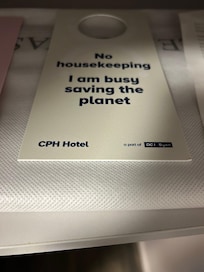 No
housekeeping
I am busy
saving the
planet
CPH Hotel
a part of